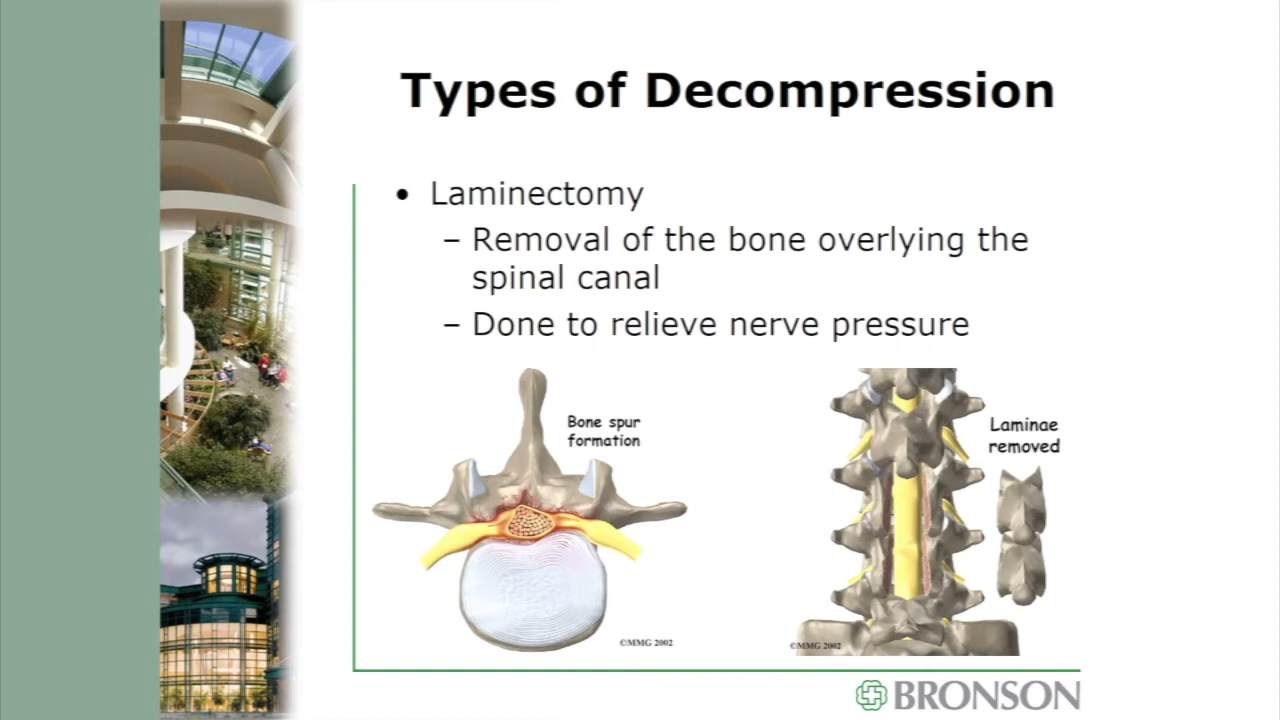 Types of Decompression
• Laminectomy
– Removal of the bone overlying the
spinal canal
– Done to relieve nerve pressure
Bone spur
formation
©MMG 2002
Laminae
removed
©MMG 2002
BRONSON